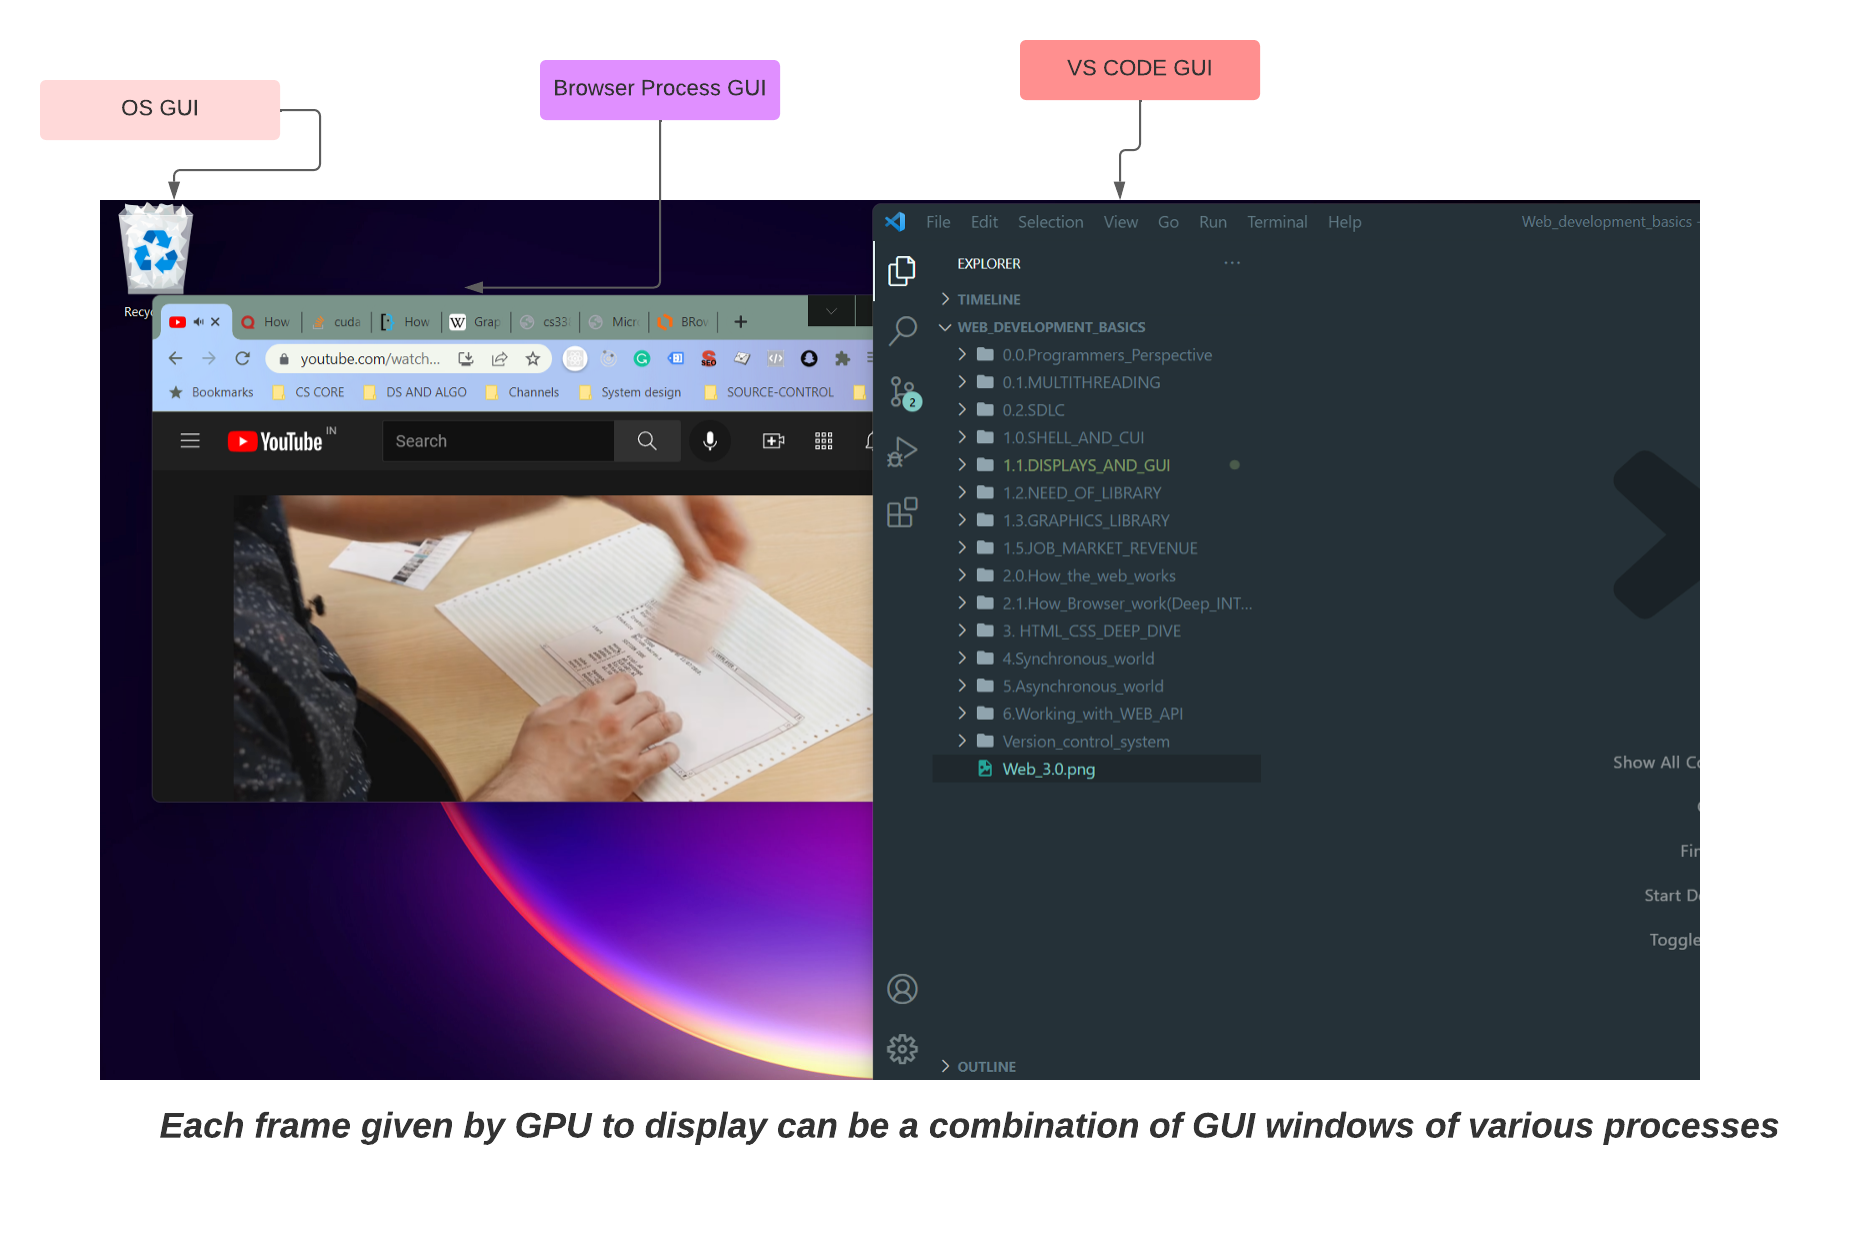 OS GUI
Browser Process GUI
VS CODE GUI
File Edit Selection View Go Run Terminal Help Web_development_basics -
EXPLORER ...
TIMELINE
WEB_DEVELOPMENT_BASICS
0.0.Programmers_Perspective
0.1.MULTITHREADING
0.2.SDLC
1.0.SHELL_AND_CUI
1.1.DISPLAYS_AND_GUI
1.2.NEED_OF_LIBRARY
1.3.GRAPHICS_LIBRARY
1.5.JOB_MARKET_REVENUE
2.0.How_the_web_works
2.1.How_Browser_work(Deep_INT...
3. HTML_CSS_DEEP_DIVE
4.Synchronous_world
5.Asynchronous_world
6.Working_with_WEB_API
Version_control_system
Web_3.0.png
OUTLINE
2
Show All Co
Fir
Start De
Toggle
Recyc
How cuda How W Grap cs33 Micr BRov
youtube.com/watch...
SEO
Bookmarks CS CORE DS AND ALGO Channels System design SOURCE-CONTROL
YouTube IN
Search
Each frame given by GPU to display can be a combination of GUI windows of various processes